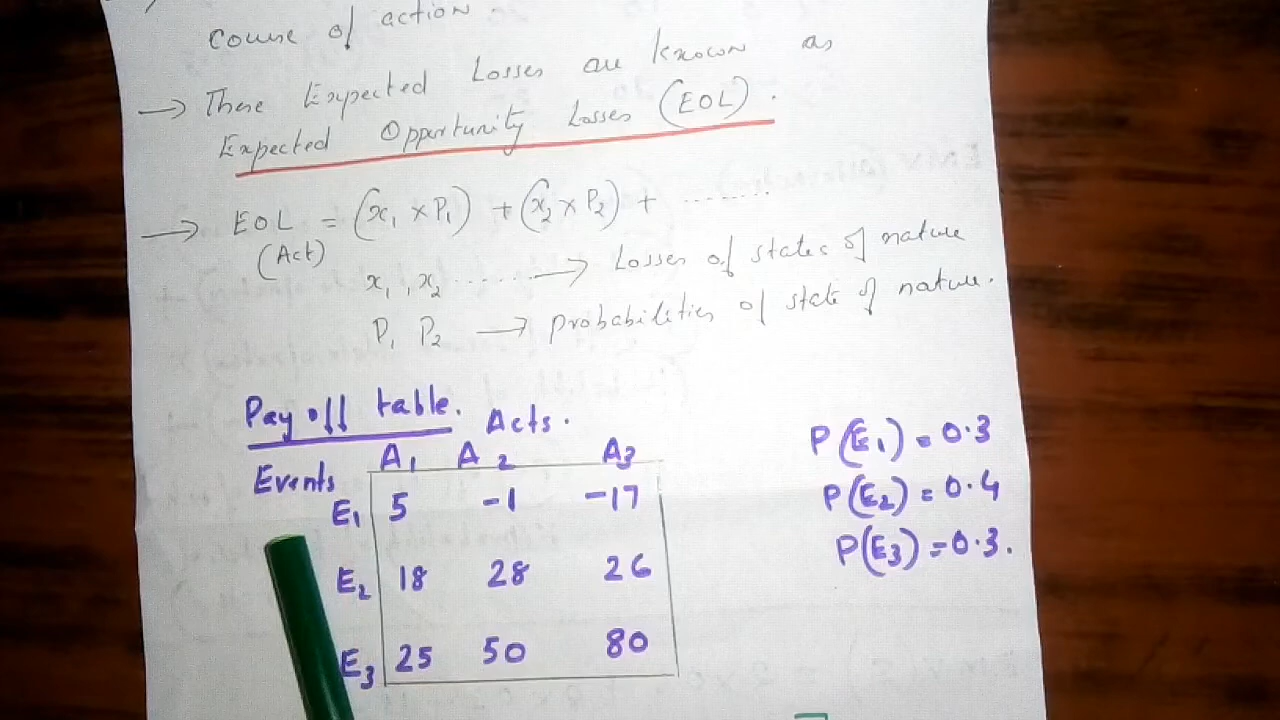 Course of action.
→ These Expected Losses are known as
Expected Opportunity Losses (EOL).
→ EOL = (x₁ × P₁) + (x₂ × P₂) + ........
(Act)
x₁, x₂ ........ → Losses of states of nature
P₁ P₂ → probabilities of state of nature.
Pay off table. Acts.
Events A₁ A₂ A₃
E₁ 5 -1 -17
E₂ 18 28 26
E₃ 25 50 80
P(E₁) = 0.3
P(E₂) = 0.4
P(E₃) = 0.3.